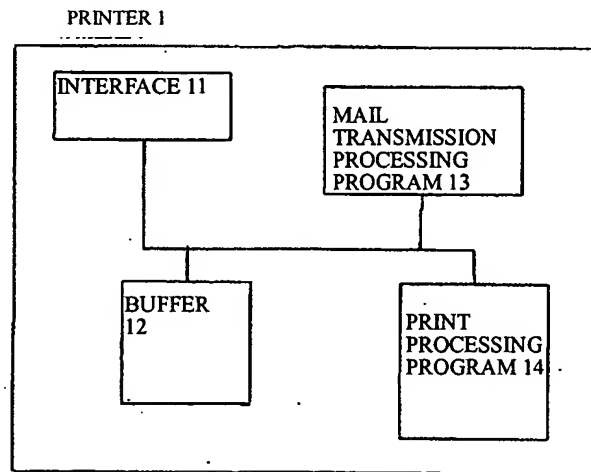 PRINTER 1
INTERFACE 11
MAIL
TRANSMISSION
PROCESSING
PROGRAM 13
BUFFER
12
PRINT
PROCESSING
PROGRAM 14